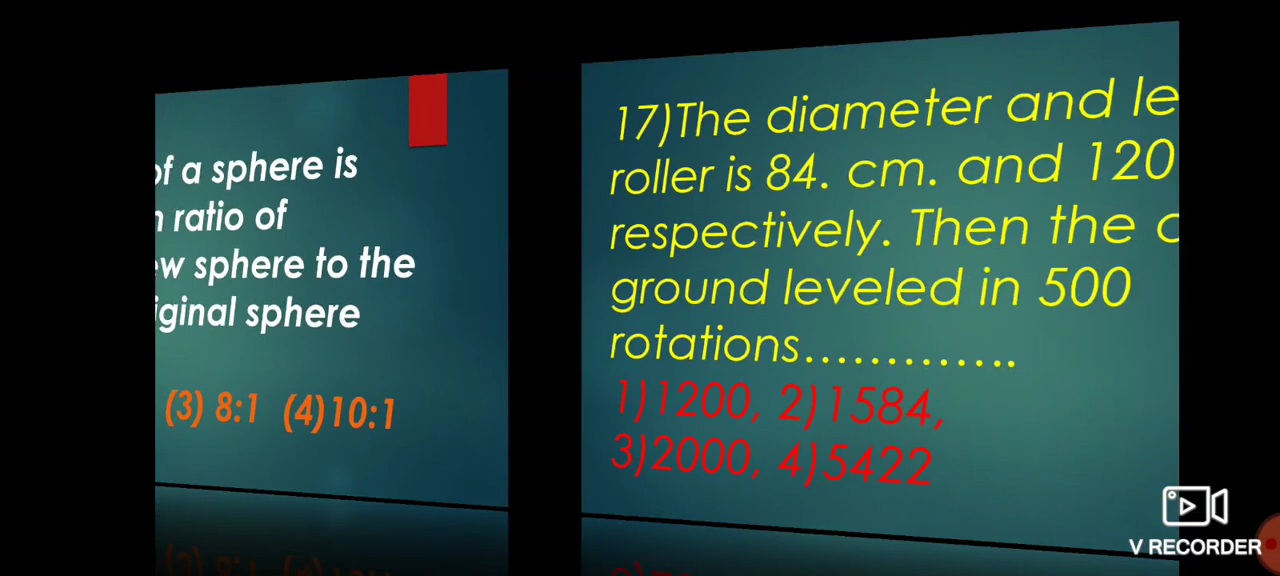 of a sphere is
ratio of
sphere to the
sphere
(3) 8:1 (4)10:1
17)The diameter and
roller is 84. cm. and 120
respectively. Then the
ground leveled in 500
rotations.............
1)1200, 2)1584,
3)2000, 4)5422
V RECORDER